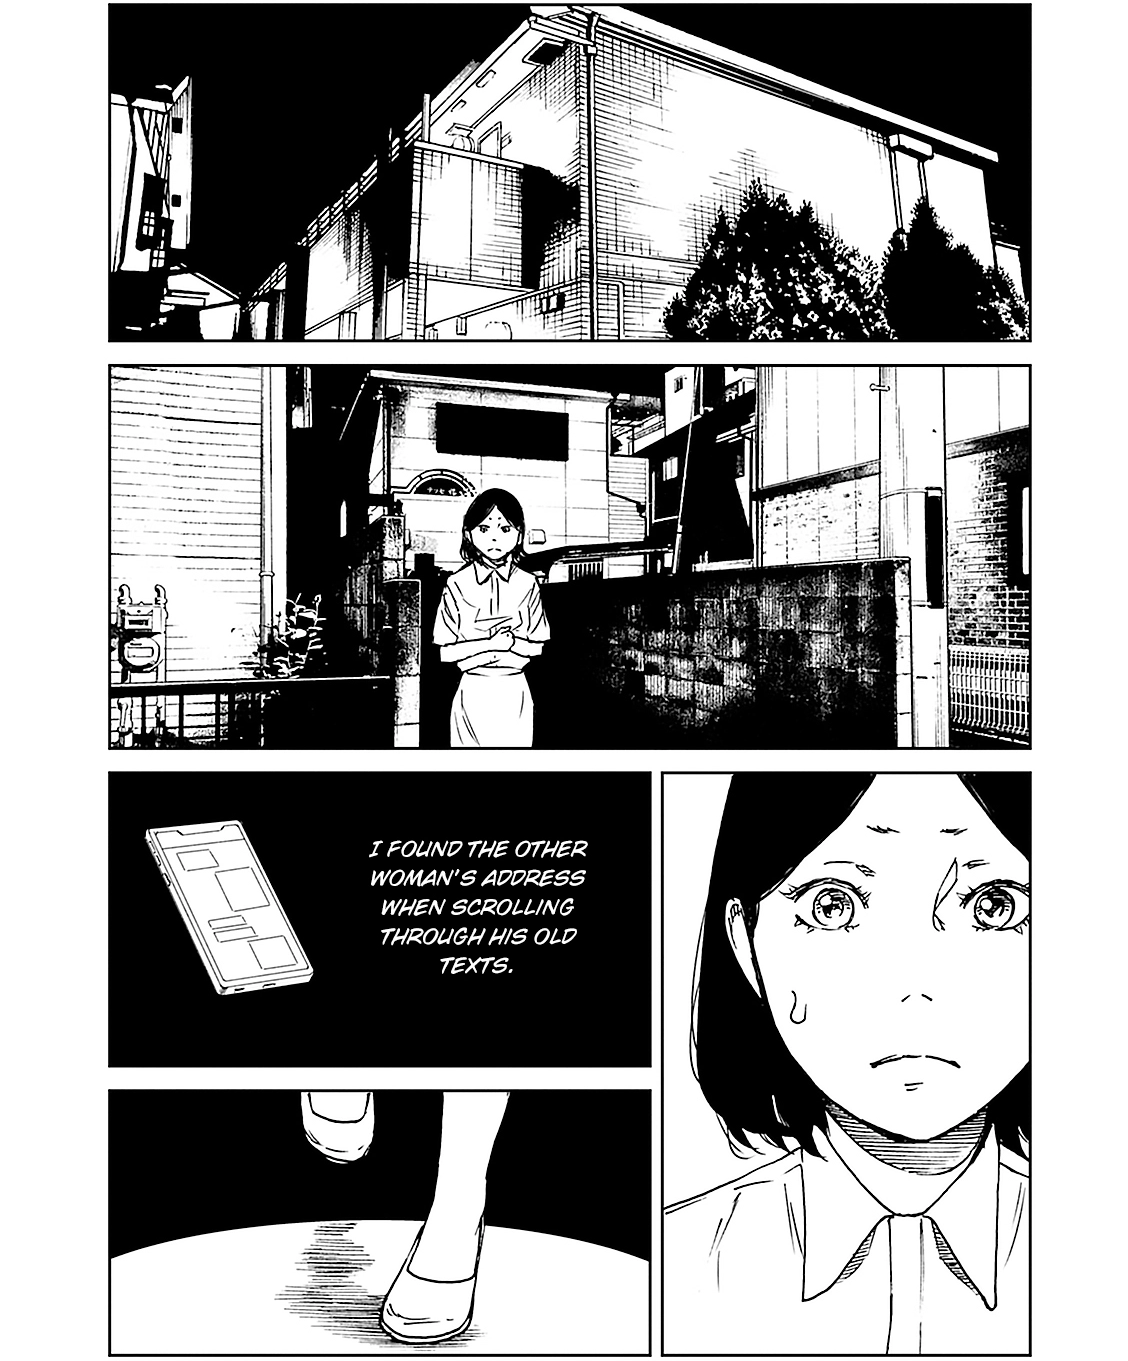 I FOUND THE OTHER
WOMAN'S ADDRESS
WHEN SCROLLING
THROUGH HIS OLD
TEXTS.